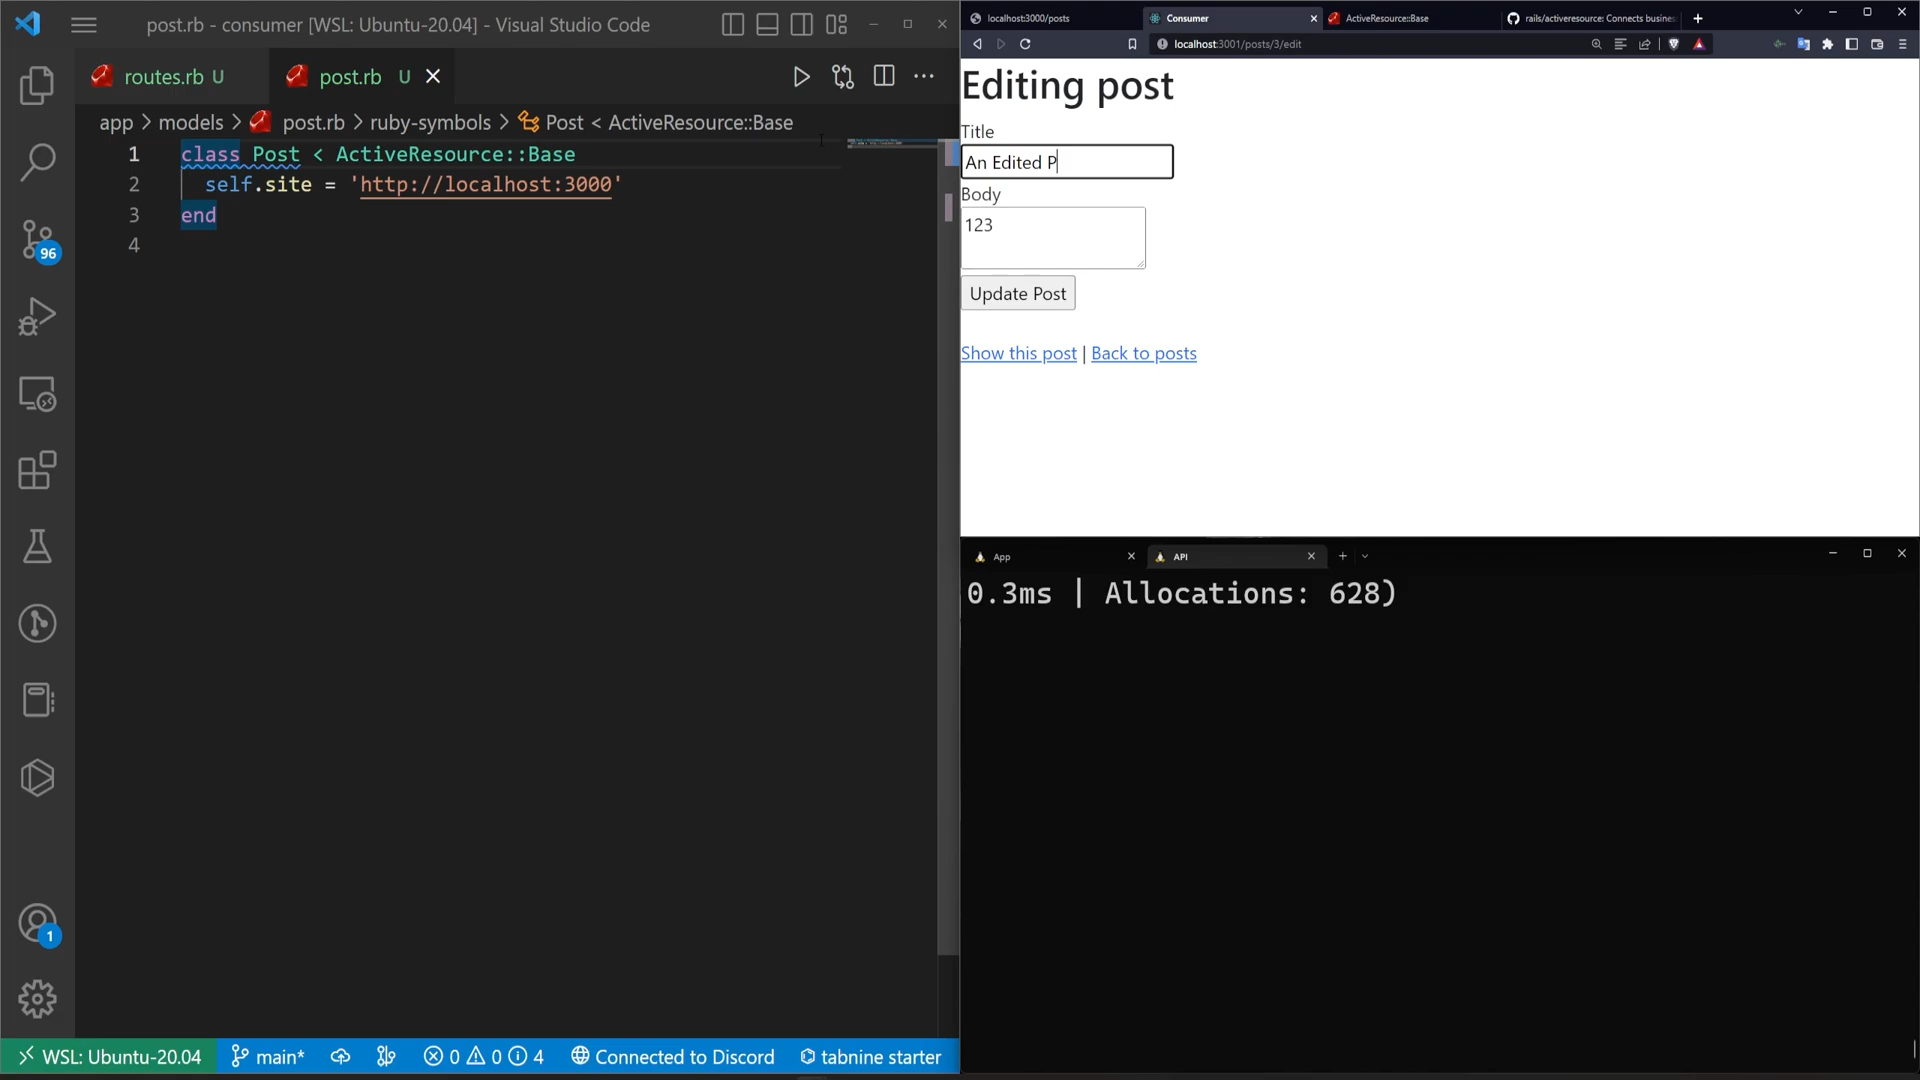 post.rb - consumer [WSL: Ubuntu-20.04] - Visual Studio Code
routes.rb U
post.rb U
app > models > post.rb > ruby-symbols > Post < ActiveResource::Base
1 class Post < ActiveResource::Base
2 self.site = 'http://localhost:3000'
3 end
4
96
1
WSL: Ubuntu-20.04 main* 0 0 4 Connected to Discord tabnine starter
localhost:3000/posts
Consumer
ActiveResource::Base
rails/activeresource: Connects busines
localhost:3001/posts/3/edit
Editing post
Title
An Edited P
Body
123
Update Post
Show this post | Back to posts
App
API
0.3ms | Allocations: 628)